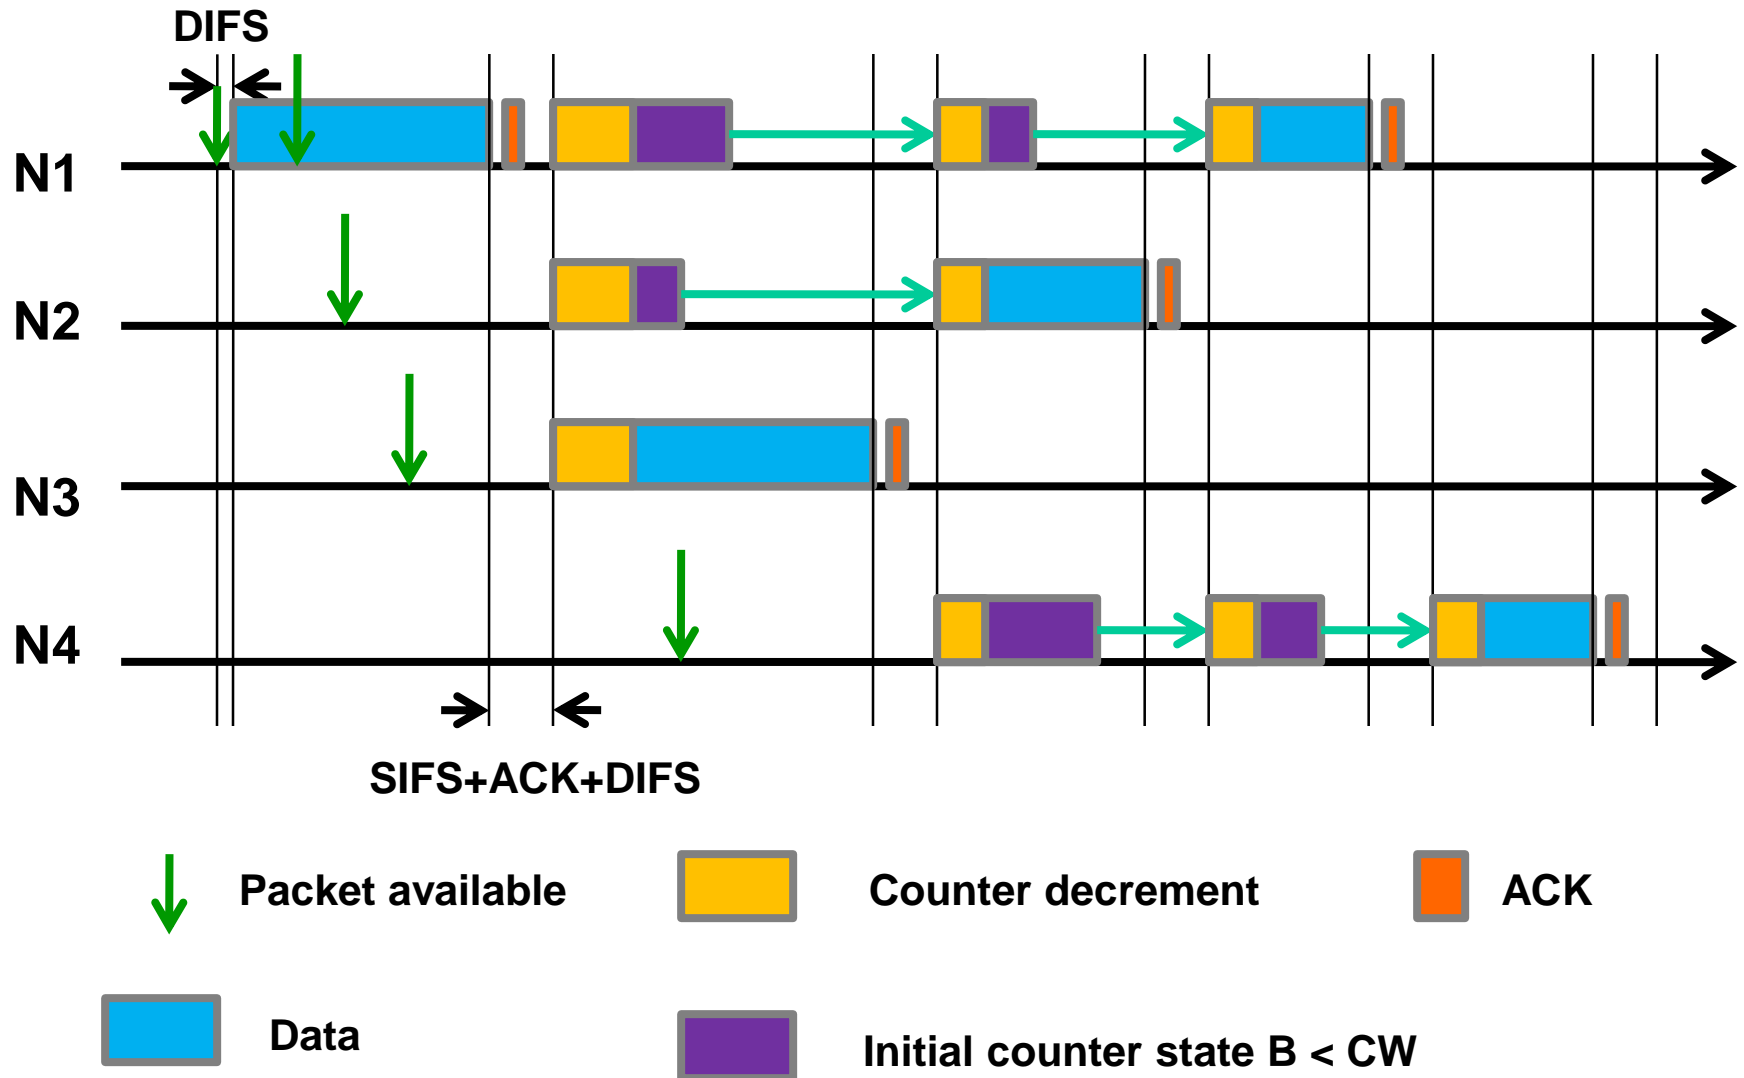 DIFS
N1
N2
N3
N4
SIFS+ACK+DIFS
Packet available
Counter decrement
ACK
Data
Initial counter state B < CW